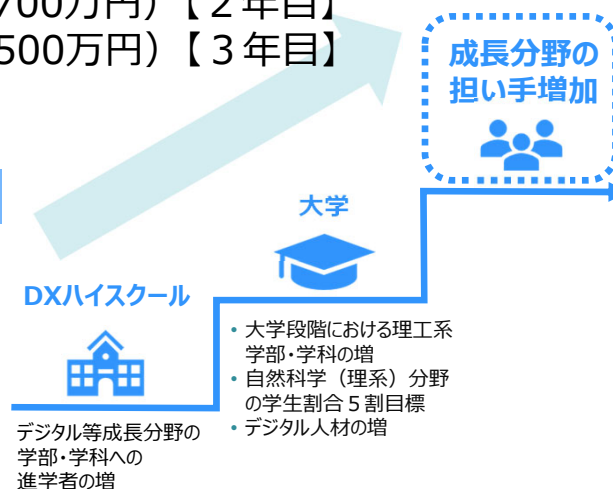 700万円）【２年目】
500万円）【３年目】
成長分野の
担い手増加
大学
DXハイスクール
・大学段階における理工系
学部・学科の増
・自然科学（理系）分野
の学生割合５割目標
・デジタル人材の増
デジタル等成長分野の
学部・学科への
進学者の増